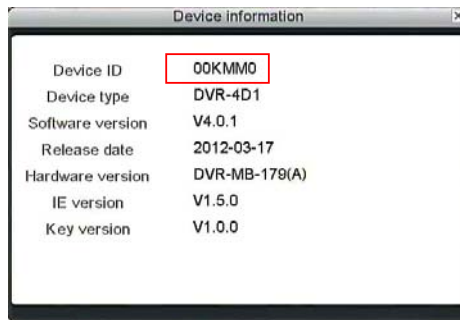 Device information
Device ID 00KMM0
Device type DVR-4D1
Software version V4.0.1
Release date 2012-03-17
Hardware version DVR-MB-179(A)
IE version V1.5.0
Key version V1.0.0